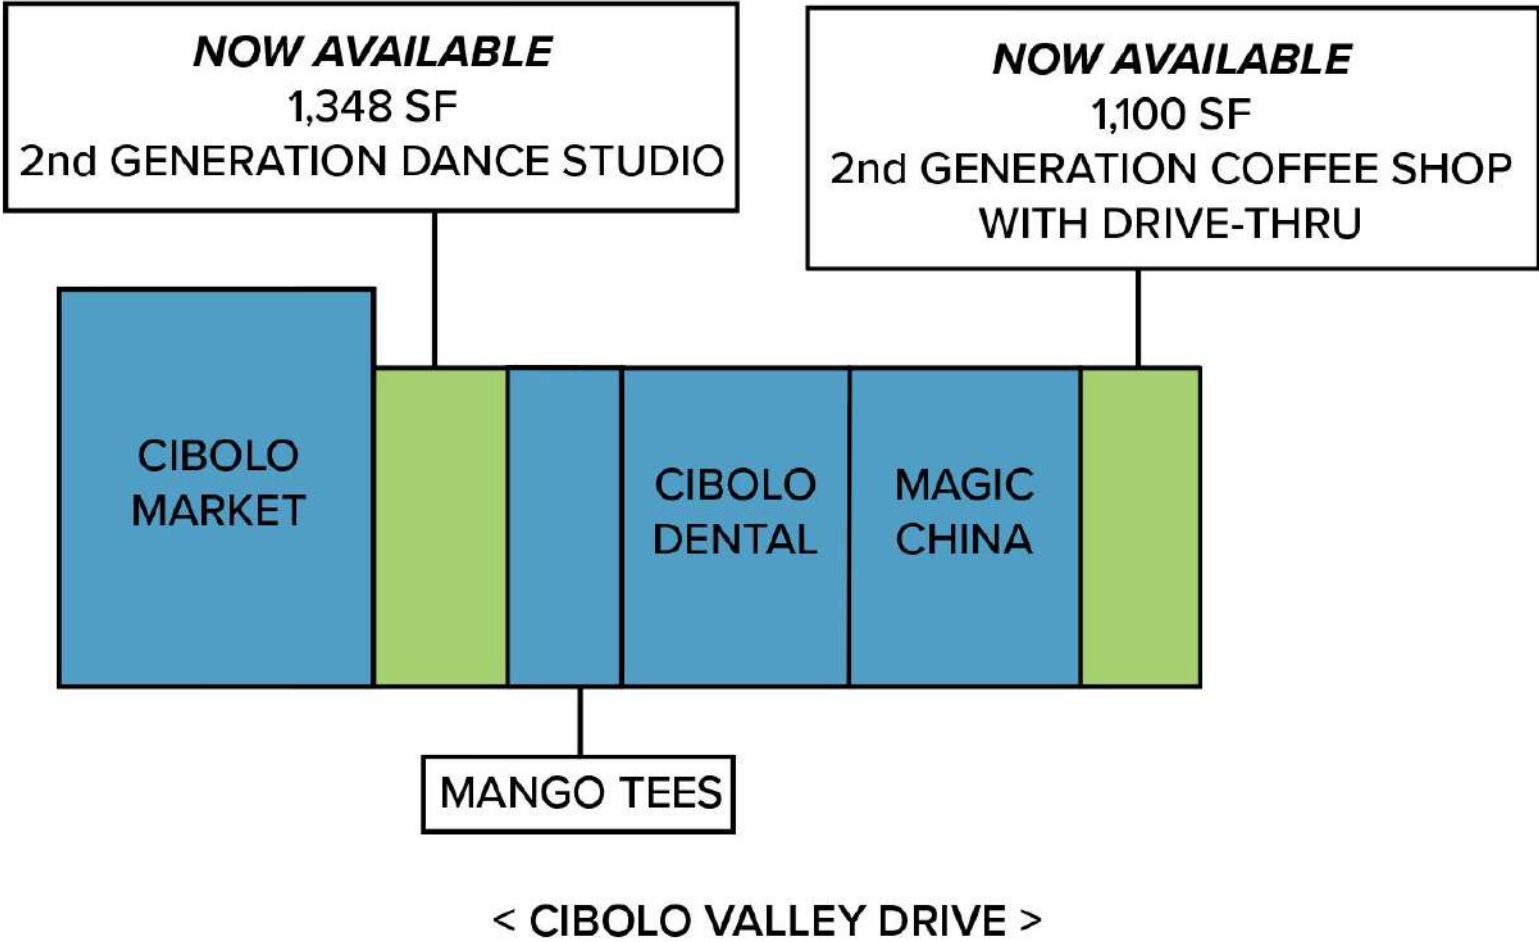 NOW AVAILABLE
1,348 SF
2nd GENERATION DANCE STUDIO
NOW AVAILABLE
1,100 SF
2nd GENERATION COFFEE SHOP
WITH DRIVE-THRU
CIBOLO
MARKET
CIBOLO
DENTAL
MAGIC
CHINA
MANGO TEES
< CIBOLO VALLEY DRIVE >